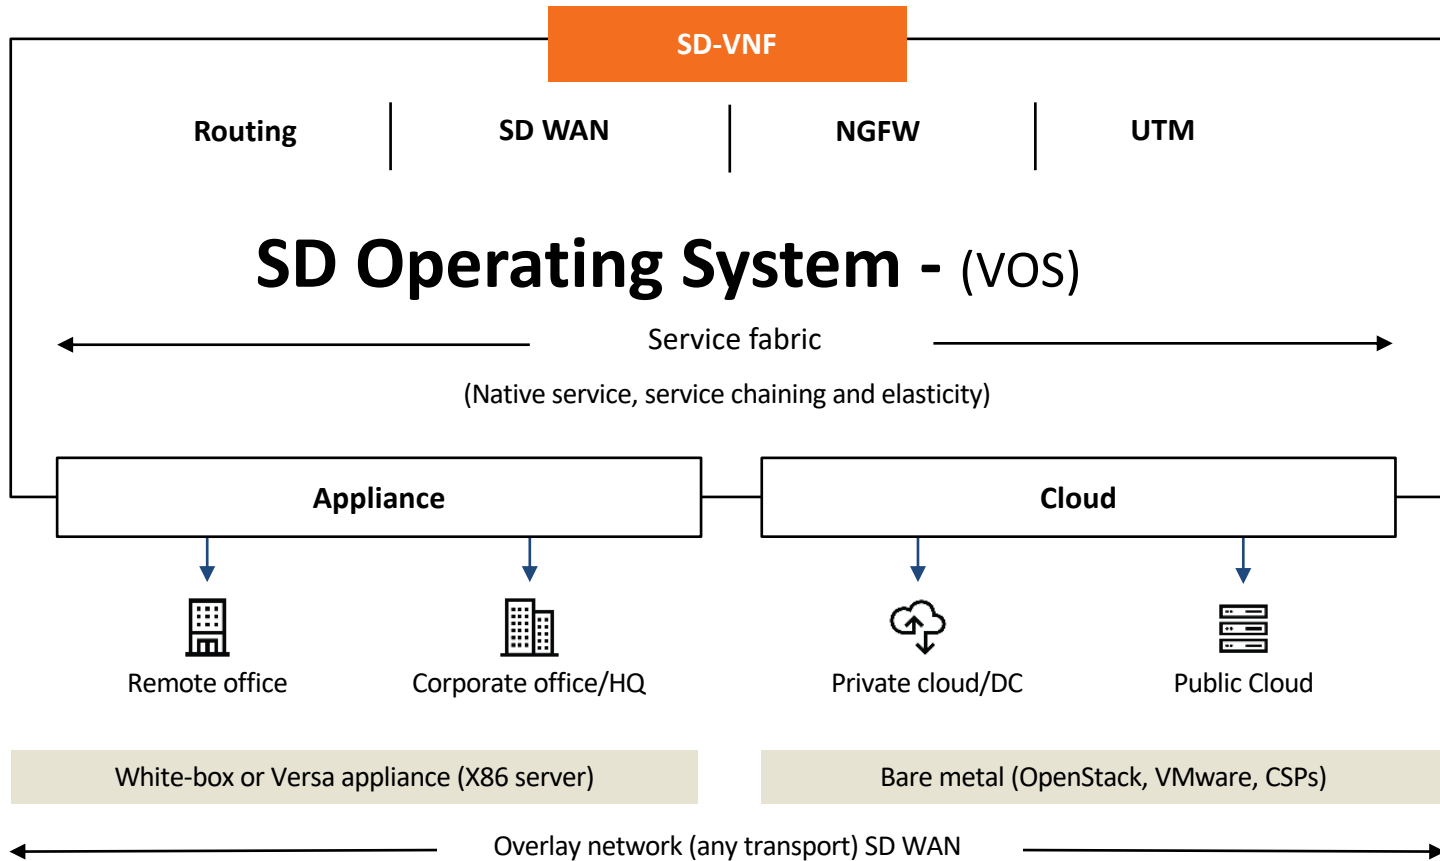 SD-VNF
Routing
SD WAN
NGFW
UTM
SD Operating System - (VOS)
Service fabric
(Native service, service chaining and elasticity)
Appliance
Cloud
Remote office
Corporate office/HQ
Private cloud/DC
Public Cloud
White-box or Versa appliance (X86 server)
Bare metal (OpenStack, VMware, CSPs)
Overlay network (any transport) SD WAN